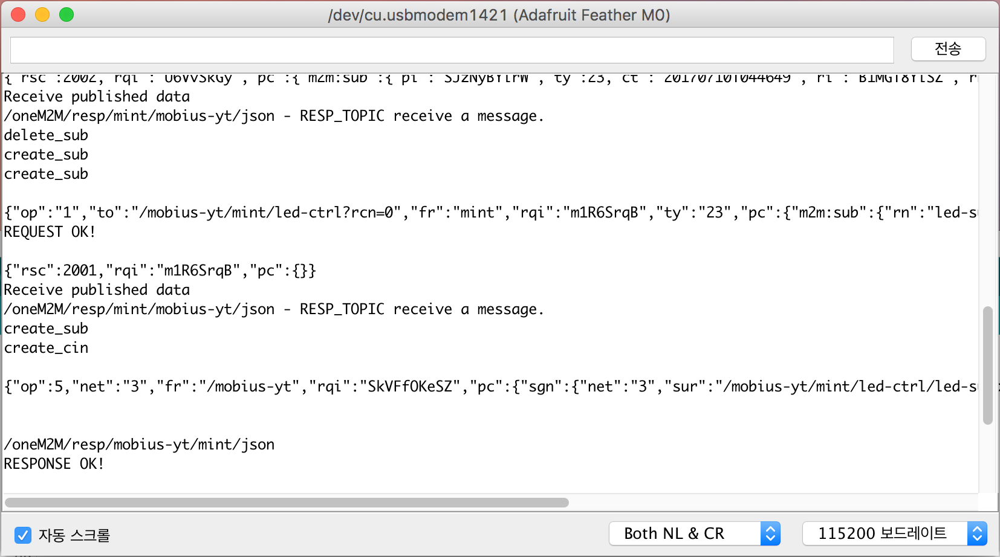 /dev/cu.usbmodem1421 (Adafruit Feather M0)
전송
{"rsc":2002,"rqi":"U6VvSkGy","pc":{"m2m:sub":{"pi":"SJzNyBYlrW","ty":23,"ct":"20170710T044649","ri":"B1MGT8YlSZ"
Receive published data
/oneM2M/resp/mint/mobius-yt/json - RESP_TOPIC receive a message.
delete_sub
create_sub
create_sub
{"op":"1","to":"/mobius-yt/mint/led-ctrl?rcn=0","fr":"mint","rqi":"m1R6SrqB","ty":"23","pc":{"m2m:sub":{"rn":"led-s
REQUEST OK!
{"rsc":2001,"rqi":"m1R6SrqB","pc":{}}
Receive published data
/oneM2M/resp/mint/mobius-yt/json - RESP_TOPIC receive a message.
create_sub
create_cin
{"op":5,"net":"3","fr":"/mobius-yt","rqi":"SkVFfOKeSZ","pc":{"sgn":{"net":"3","sur":"/mobius-yt/mint/led-ctrl/led-s
/oneM2M/resp/mobius-yt/mint/json
RESPONSE OK!
자동 스크롤
Both NL & CR
115200 보드레이트